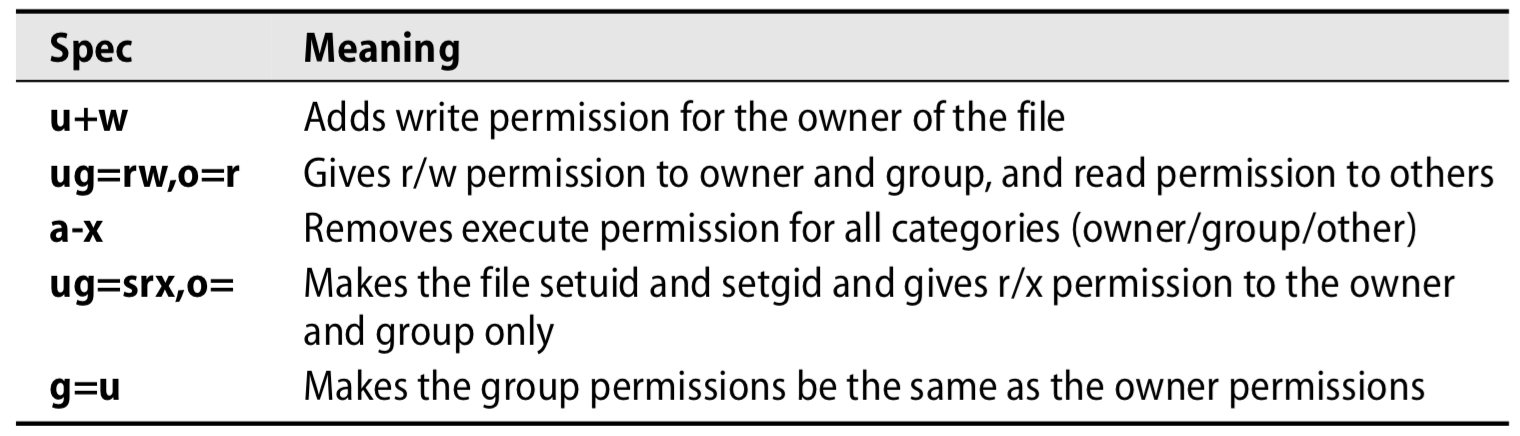 Spec Meaning
u+w Adds write permission for the owner of the file
ug=rw,o=r Gives r/w permission to owner and group, and read permission to others
a-x Removes execute permission for all categories (owner/group/other)
ug=srx,o= Makes the file setuid and setgid and gives r/x permission to the owner
and group only
g=u Makes the group permissions be the same as the owner permissions